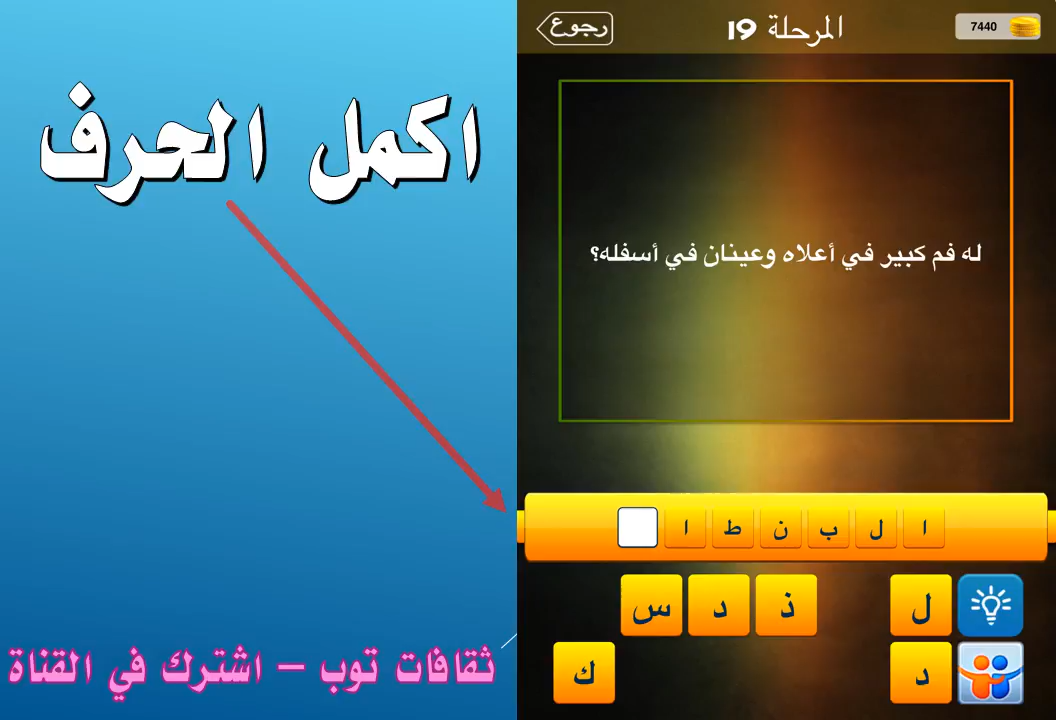 اكمل الحرف
ثقافات توب – اشترك في القناة
رجوع
المرحلة 19
7440
له فم كبير في أعلاه وعينان في أسفله؟
ا ل ب ن ط ا
ل ذ د س
د ك